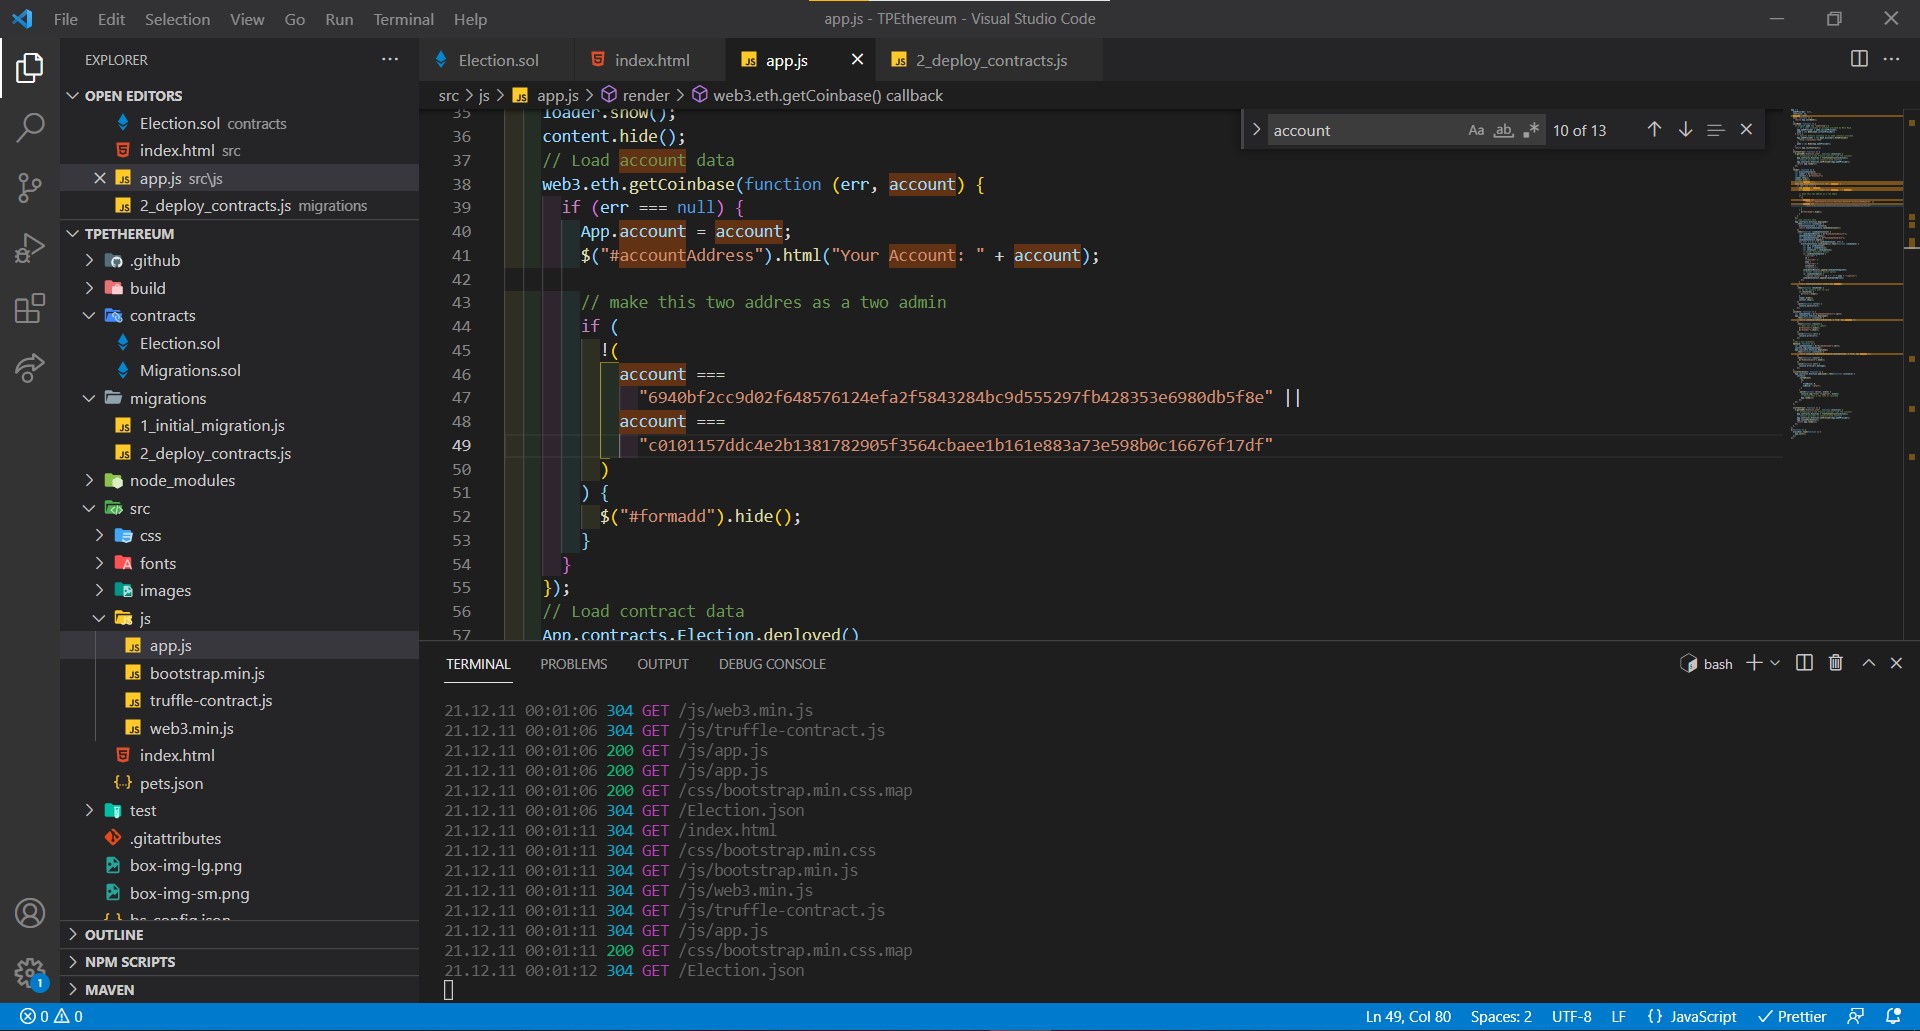 File Edit Selection View Go Run Terminal Help
app.js - TPEthereum - Visual Studio Code
EXPLORER
OPEN EDITORS
Election.sol contracts
index.html src
app.js src\js
2_deploy_contracts.js migrations
TPETHEREUM
.github
build
contracts
Election.sol
Migrations.sol
migrations
1_initial_migration.js
2_deploy_contracts.js
node_modules
src
css
fonts
images
js
app.js
bootstrap.min.js
truffle-contract.js
web3.min.js
index.html
pets.json
test
.gitattributes
box-img-lg.png
box-img-sm.png
bs-config.json
OUTLINE
NPM SCRIPTS
MAVEN
1
Election.sol index.html app.js 2_deploy_contracts.js
src > js > app.js > render > web3.eth.getCoinbase() callback
account Aa ab 10 of 13
35 loader.show();
36 content.hide();
37 // Load account data
38 web3.eth.getCoinbase(function (err, account) {
39 if (err === null) {
40 App.account = account;
41 $("#accountAddress").html("Your Account: " + account);
42
43 // make this two addres as a two admin
44 if (
45 !(
46 account ===
47 "6940bf2cc9d02f648576124efa2f5843284bc9d555297fb428353e6980db5f8e" ||
48 account ===
49 "c0101157ddc4e2b1381782905f3564cbaee1b161e883a73e598b0c16676f17df"
50 )
51 ) {
52 $("#formadd").hide();
53 }
54 }
55 });
56 // Load contract data
57 App.contracts.Election.deployed()
TERMINAL PROBLEMS OUTPUT DEBUG CONSOLE
bash
21.12.11 00:01:06 304 GET /js/web3.min.js
21.12.11 00:01:06 304 GET /js/truffle-contract.js
21.12.11 00:01:06 200 GET /js/app.js
21.12.11 00:01:06 200 GET /js/app.js
21.12.11 00:01:06 200 GET /css/bootstrap.min.css.map
21.12.11 00:01:06 304 GET /Election.json
21.12.11 00:01:11 304 GET /index.html
21.12.11 00:01:11 304 GET /css/bootstrap.min.css
21.12.11 00:01:11 304 GET /js/bootstrap.min.js
21.12.11 00:01:11 304 GET /js/web3.min.js
21.12.11 00:01:11 304 GET /js/truffle-contract.js
21.12.11 00:01:11 304 GET /js/app.js
21.12.11 00:01:11 200 GET /css/bootstrap.min.css.map
21.12.11 00:01:12 304 GET /Election.json
0 0
Ln 49, Col 80 Spaces: 2 UTF-8 LF {} JavaScript Prettier